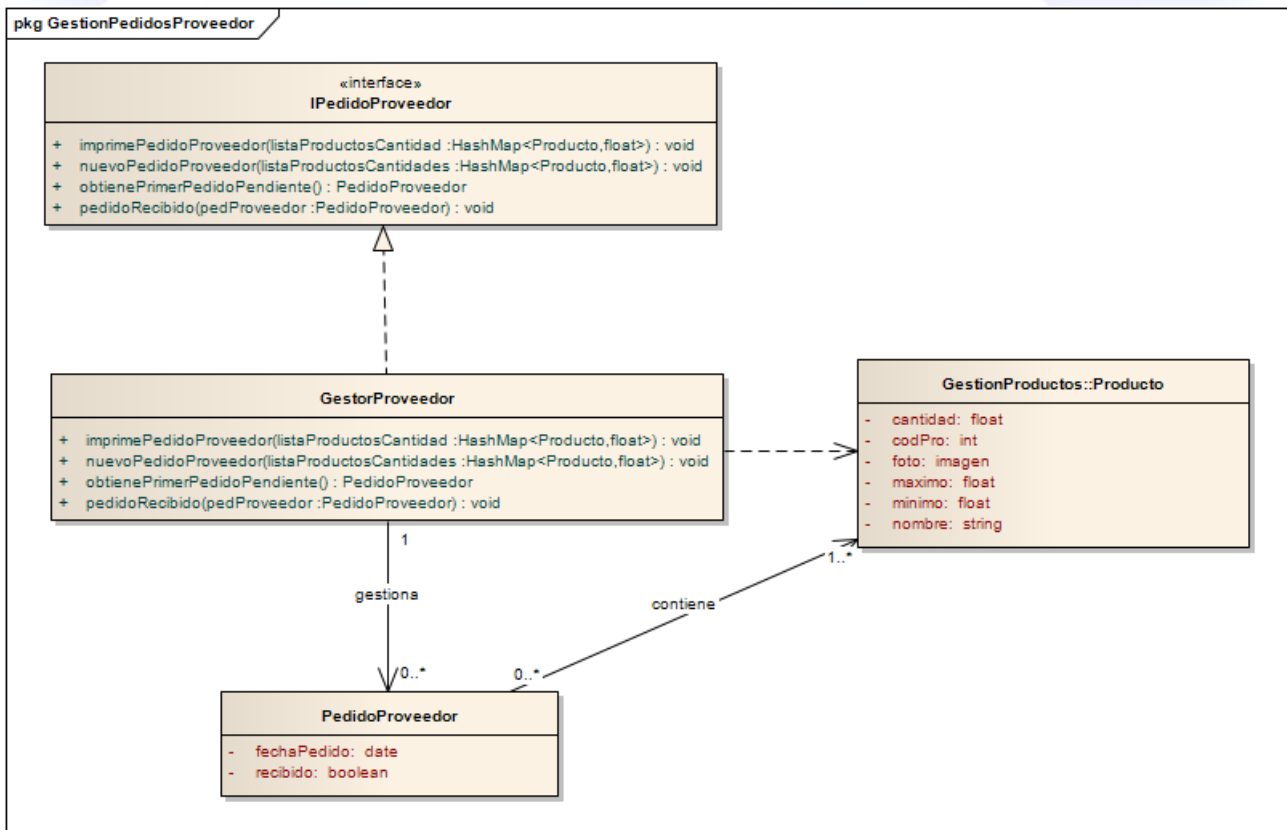 pkg GestionPedidosProveedor
«interface»
IPedidoProveedor
+ imprimePedidoProveedor(listaProductosCantidad :HashMap<Producto,float>) : void
+ nuevoPedidoProveedor(listaProductosCantidades :HashMap<Producto,float>) : void
+ obtienePrimerPedidoPendiente() : PedidoProveedor
+ pedidoRecibido(pedProveedor :PedidoProveedor) : void
GestorProveedor
+ imprimePedidoProveedor(listaProductosCantidad :HashMap<Producto,float>) : void
+ nuevoPedidoProveedor(listaProductosCantidades :HashMap<Producto,float>) : void
+ obtienePrimerPedidoPendiente() : PedidoProveedor
+ pedidoRecibido(pedProveedor :PedidoProveedor) : void
GestionProductos::Producto
- cantidad: float
- codPro: int
- foto: imagen
- maximo: float
- minimo: float
- nombre: string
1
gestiona
0..*
1..*
contiene
0..*
PedidoProveedor
- fechaPedido: date
- recibido: boolean